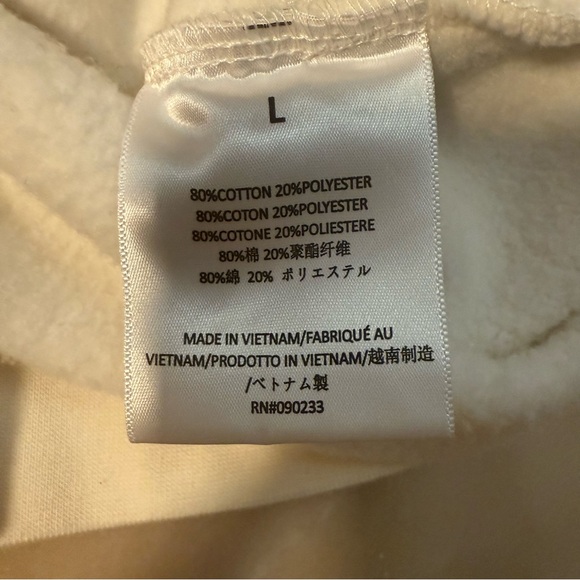 L
80%COTTON 20%POLYESTER
80%COTON 20%POLYESTER
80%COTONE 20%POLIESTERE
80%棉 20%聚酯纤维
80%綿 20% ポリエステル
MADE IN VIETNAM/FABRIQUÉ AU
VIETNAM/PRODOTTO IN VIETNAM/越南制造
/ベトナム製
RN#090233